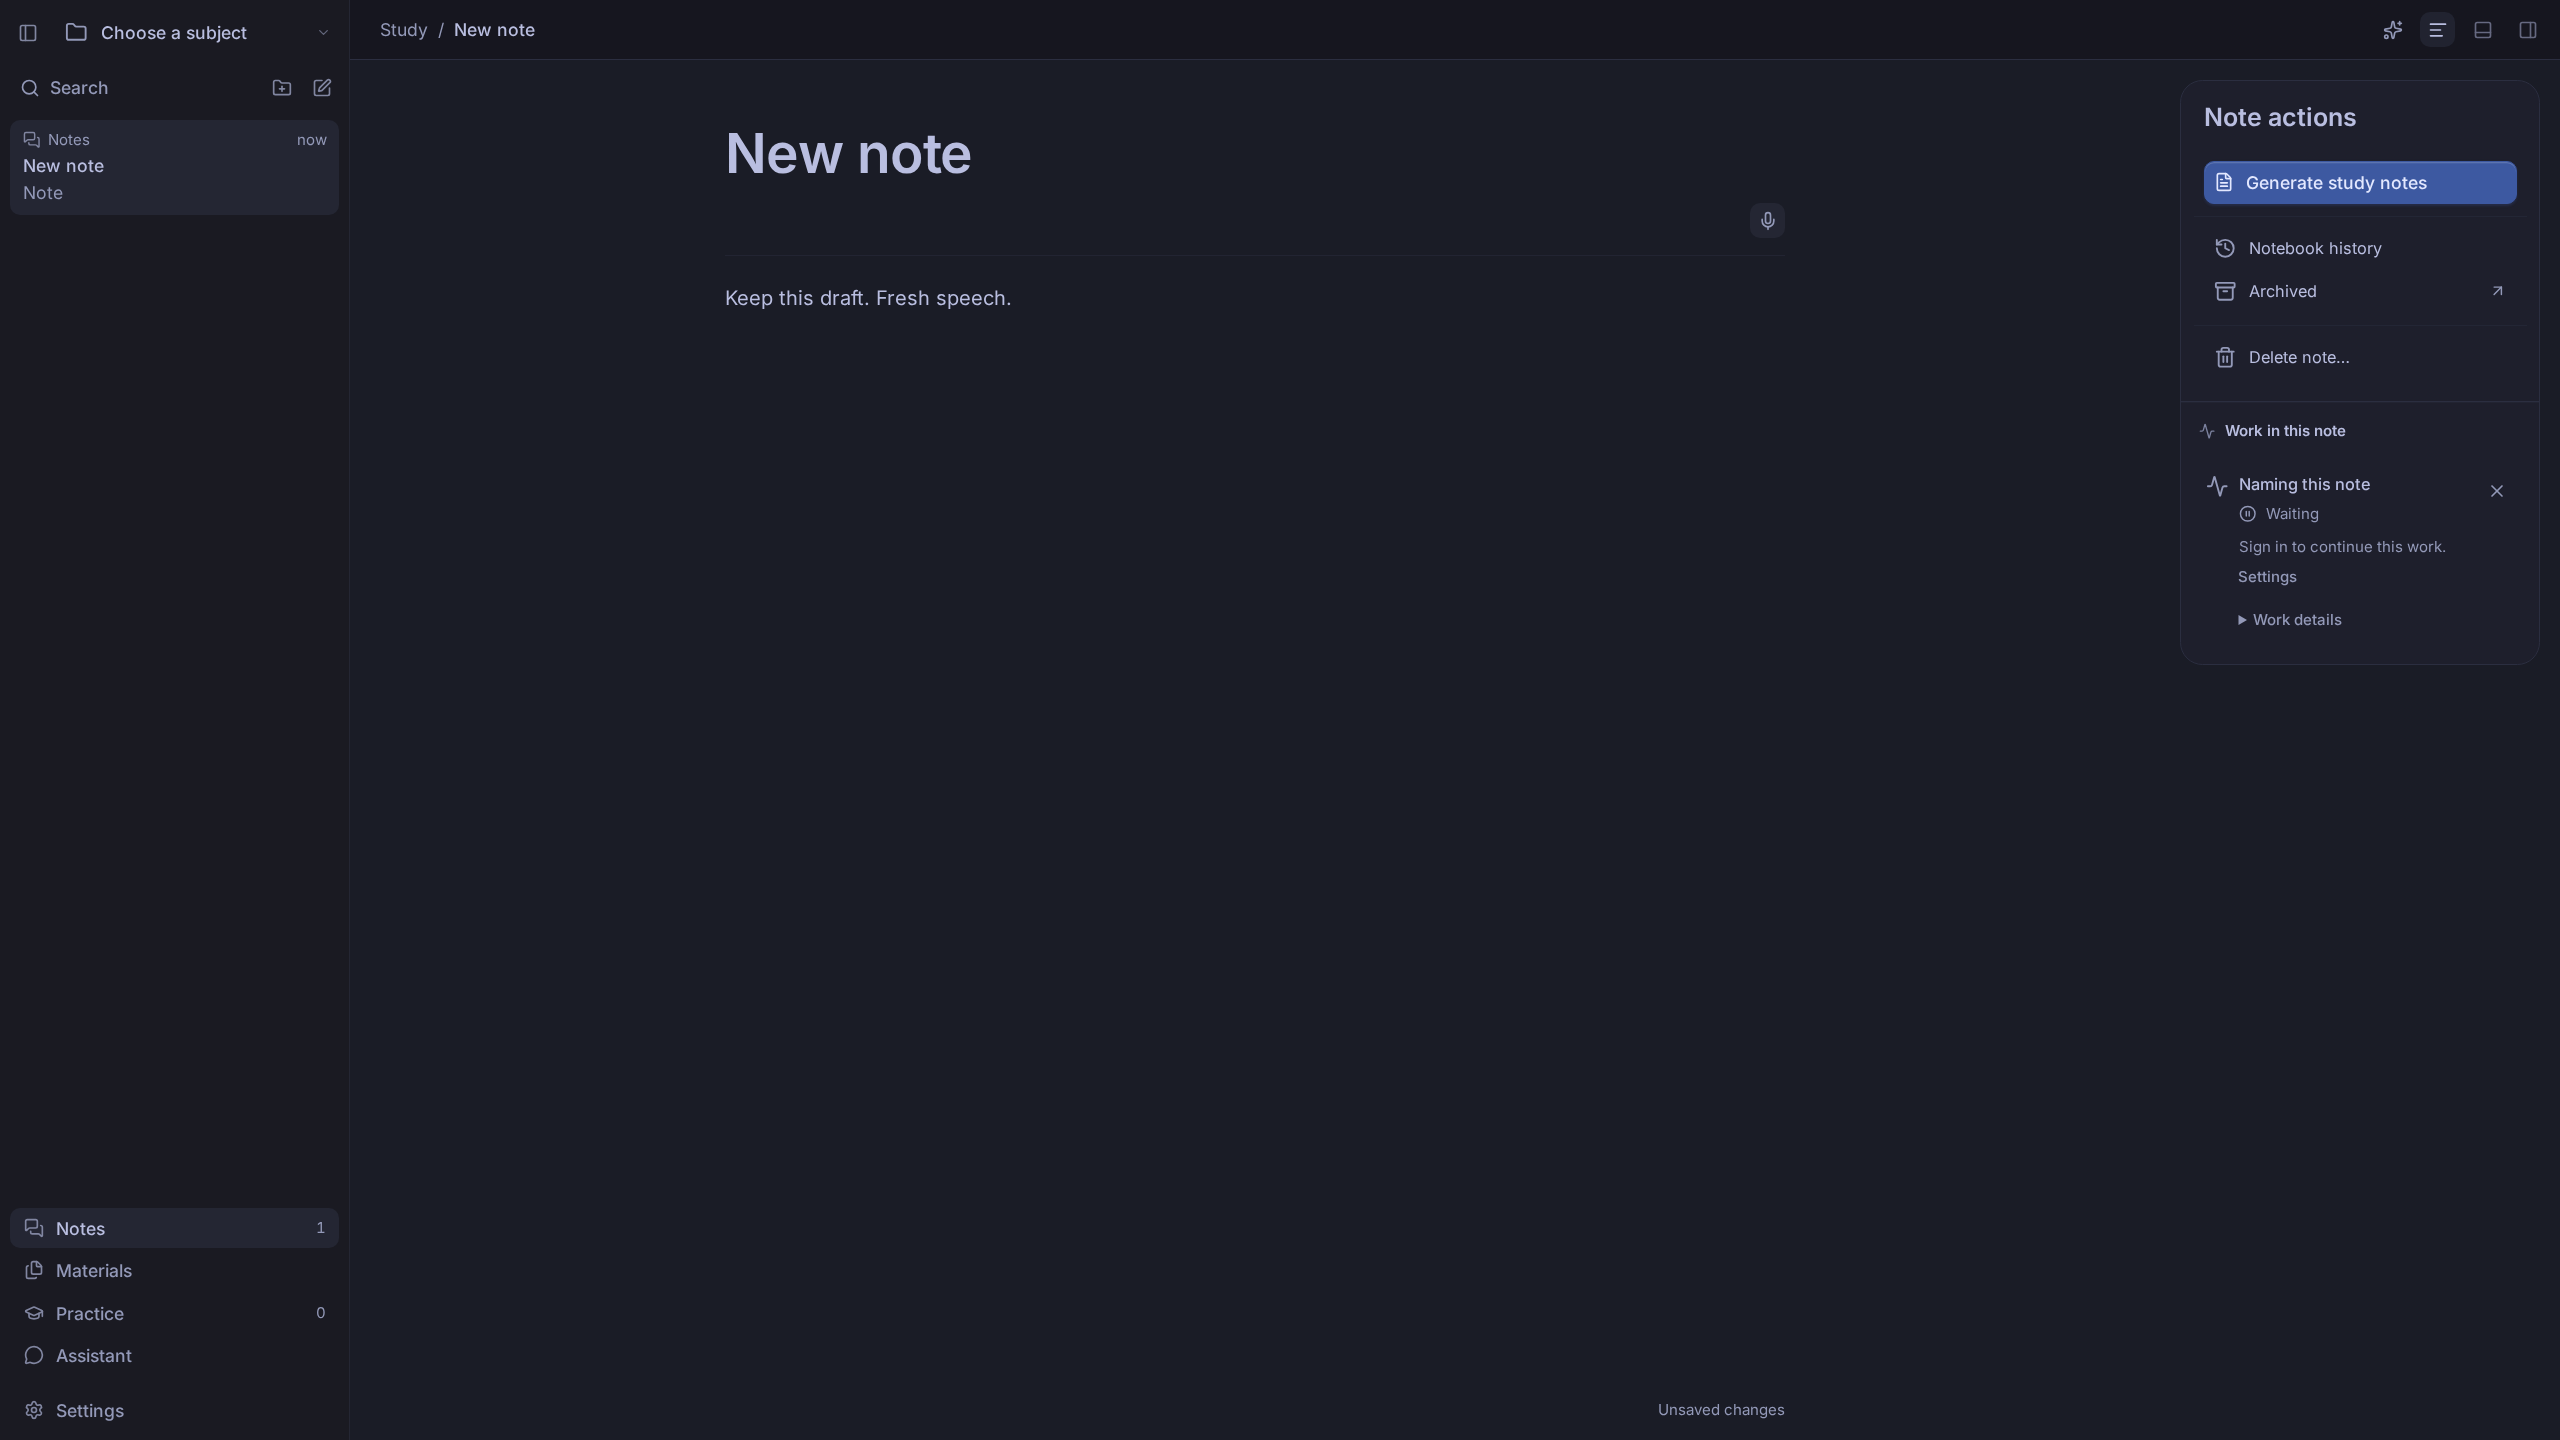 Choose a subject
Search
Notes now
New note
Note
Notes 1
Materials
Practice 0
Assistant
Settings
Study / New note
New note
Keep this draft. Fresh speech.
Unsaved changes
Note actions
Generate study notes
Notebook history
Archived
Delete note...
Work in this note
Naming this note
Waiting
Sign in to continue this work.
Settings
Work details